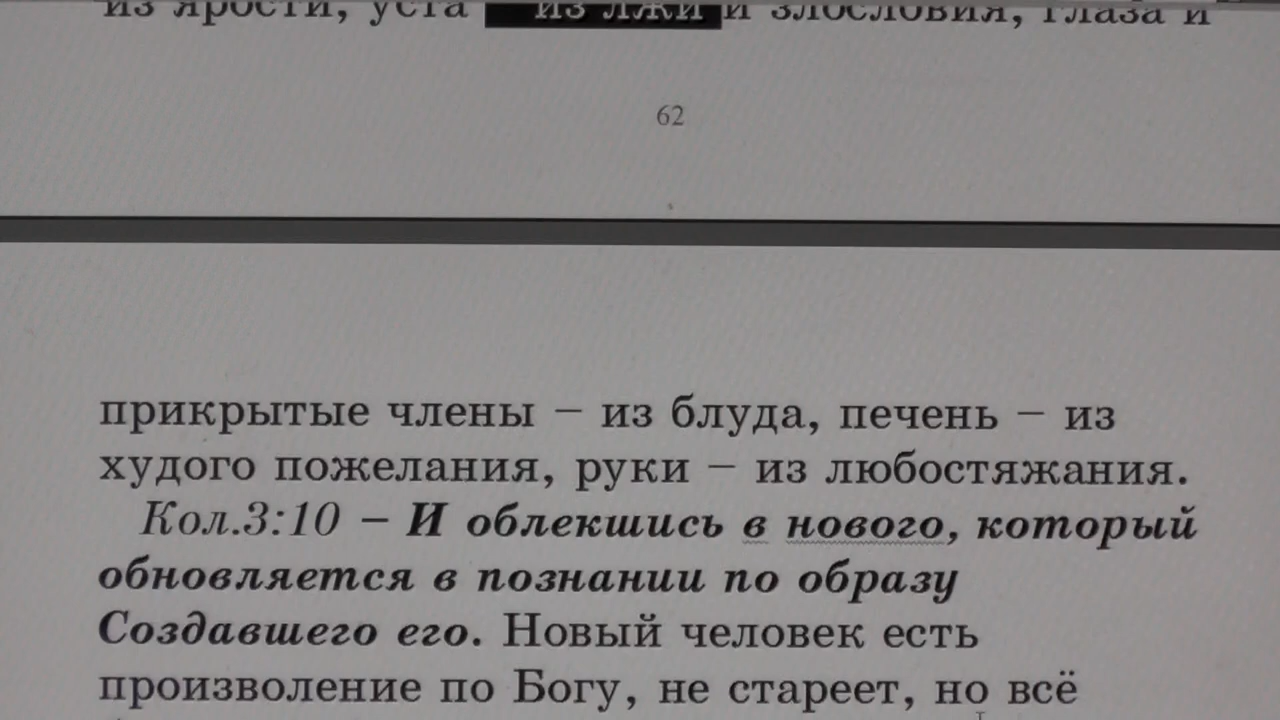 из ярости, уста из лжи и злословия, глаза и
62
прикрытые члены – из блуда, печень – из
худого пожелания, руки – из любостяжания.
Кол.3:10 – И облекшись в нового, который
обновляется в познании по образу
Создавшего его. Новый человек есть
произволение по Богу, не стареет, но всё